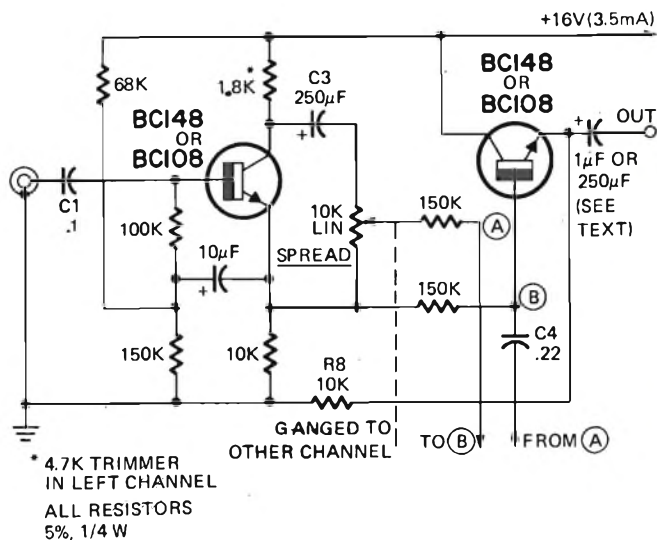 +16V(3.5mA)
68K
1.8K*
C3
250µF
+
BC148
OR
BC108
BC148
OR
BC108
+
OUT
1µF OR
250µF
(SEE
TEXT)
C1
.1
100K
10µF
+
10K
LIN
SPREAD
150K
A
150K
B
C4
.22
150K
10K
R8
10K
GANGED TO
OTHER CHANNEL
TO B
FROM A
* 4.7K TRIMMER
IN LEFT CHANNEL
ALL RESISTORS
5%, 1/4 W